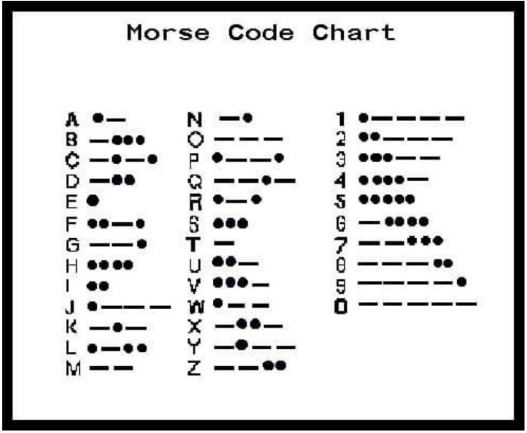 Morse Code Chart
A •—
B —•••
C —•—•
D —••
E •
F ••—•
G ——•
H ••••
I ••
J •———
K —•—
L •—••
M ——
N —•
O ———
P •——•
Q ——•—
R •—•
S •••
T —
U ••—
V •••—
W •——
X —••—
Y —•——
Z ——••
1 •————
2 ••———
3 •••——
4 ••••—
5 •••••
6 —••••
7 ——•••
8 ———••
9 ————•
0 —————